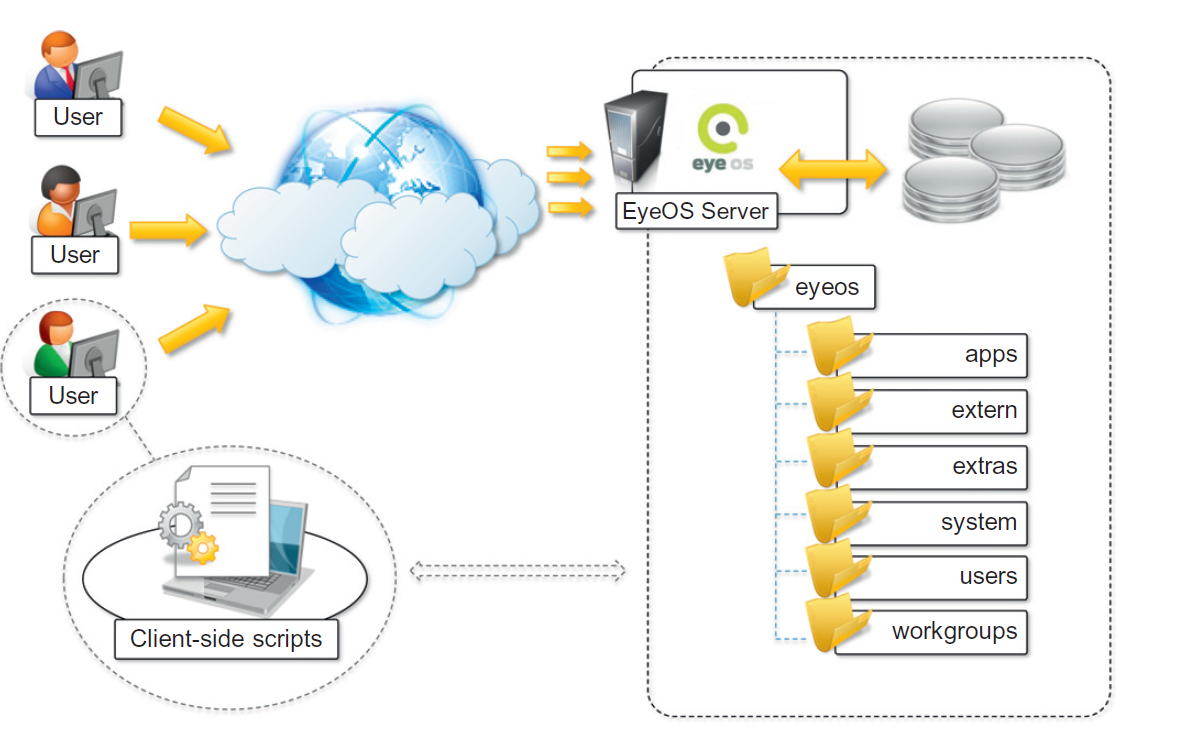 User
User
User
Client-side scripts
eye os
EyeOS Server
eyeos
apps
extern
extras
system
users
workgroups